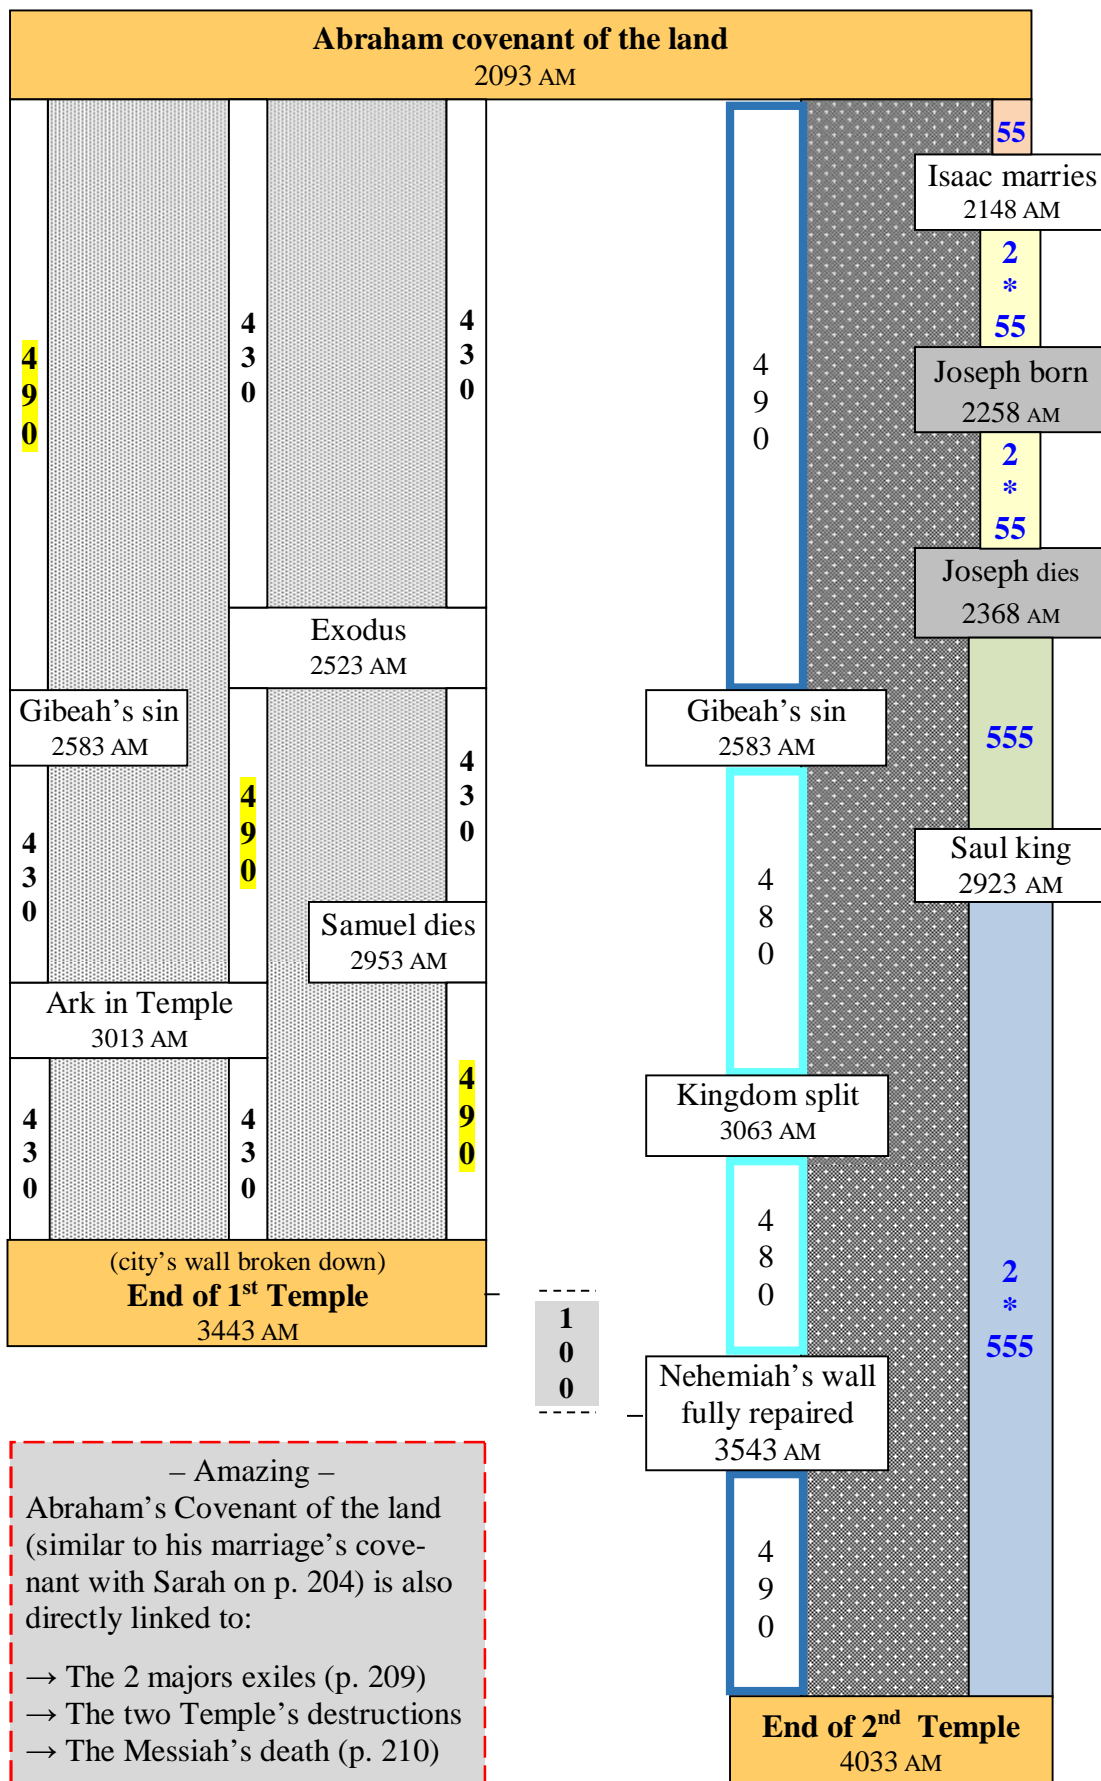 Abraham covenant of the land
2093 AM
55
Isaac marries
2148 AM
2
*
55
Joseph born
2258 AM
2
*
55
Joseph dies
2368 AM
555
Saul king
2923 AM
2
*
555
4
9
0
4
3
0
4
3
0
4
9
0
Exodus
2523 AM
Gibeah's sin
2583 AM
Gibeah's sin
2583 AM
4
3
0
4
9
0
4
3
0
4
8
0
Samuel dies
2953 AM
Ark in Temple
3013 AM
4
3
0
4
3
0
4
9
0
Kingdom split
3063 AM
4
8
0
(city's wall broken down)
End of 1st Temple
3443 AM
1
0
0
Nehemiah's wall
fully repaired
3543 AM
4
9
0
– Amazing –
Abraham's Covenant of the land
(similar to his marriage's cove-
nant with Sarah on p. 204) is also
directly linked to:
→ The 2 majors exiles (p. 209)
→ The two Temple's destructions
→ The Messiah's death (p. 210)
End of 2nd Temple
4033 AM